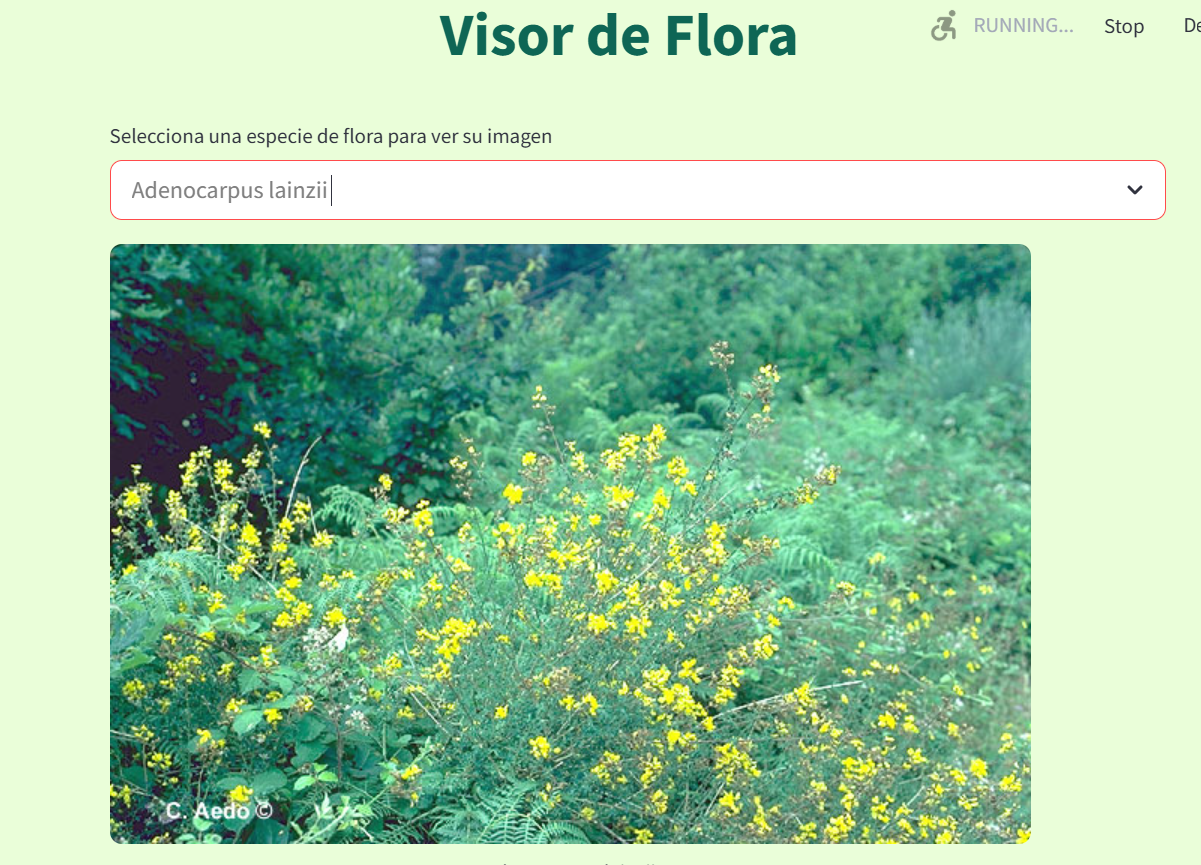 Visor de Flora
RUNNING...
Stop
De
Selecciona una especie de flora para ver su imagen
Adenocarpus lainzii
C. Aedo ©